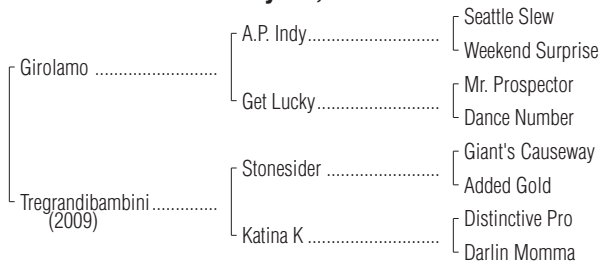 Seattle Slew
A.P. Indy
Weekend Surprise
Girolamo
Mr. Prospector
Get Lucky
Dance Number
Giant's Causeway
Stonesider
Added Gold
Tregrandibambini
(2009)
Distinctive Pro
Katina K
Darlin Momma